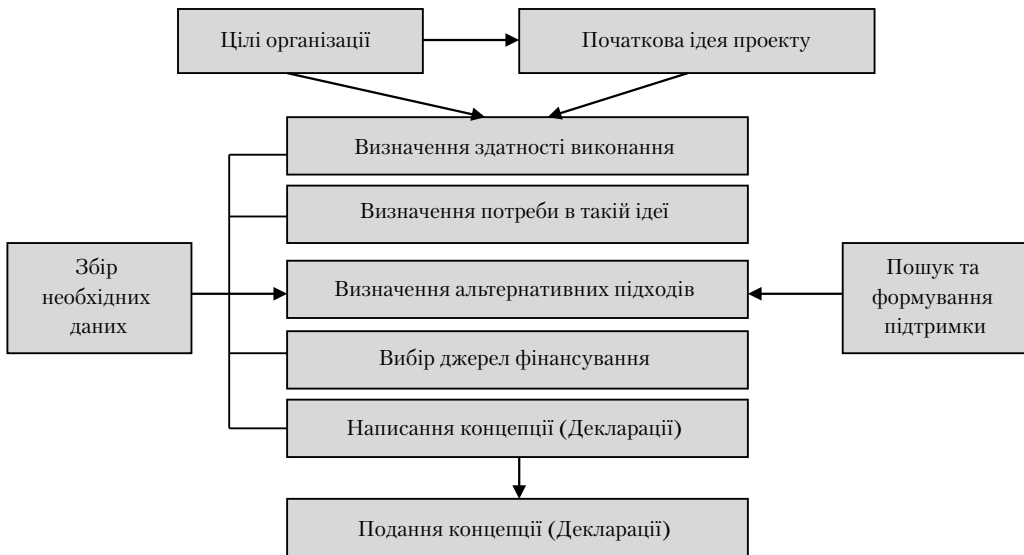 Цілі організації
Початкова ідея проекту
Визначення здатності виконання
Визначення потреби в такій ідеї
Збір
необхідних
даних
Визначення альтернативних підходів
Пошук та
формування
підтримки
Вибір джерел фінансування
Написання концепції (Декларації)
Подання концепції (Декларації)